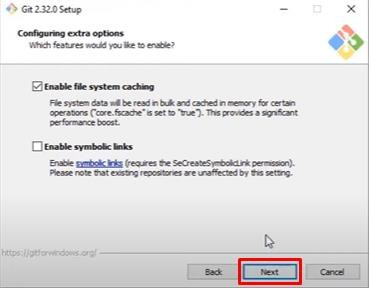 Git 2.32.0 Setup
Configuring extra options
Which features would you like to enable?
Enable file system caching
File system data will be read in bulk and cached in memory for certain
operations ("core.fscache" is set to "true"). This provides a significant
performance boost.
Enable symbolic links
Enable symbolic links (requires the SeCreateSymbolicLink permission).
Please note that existing repositories are unaffected by this setting.
https://gitforwindows.org/
Back Next Cancel